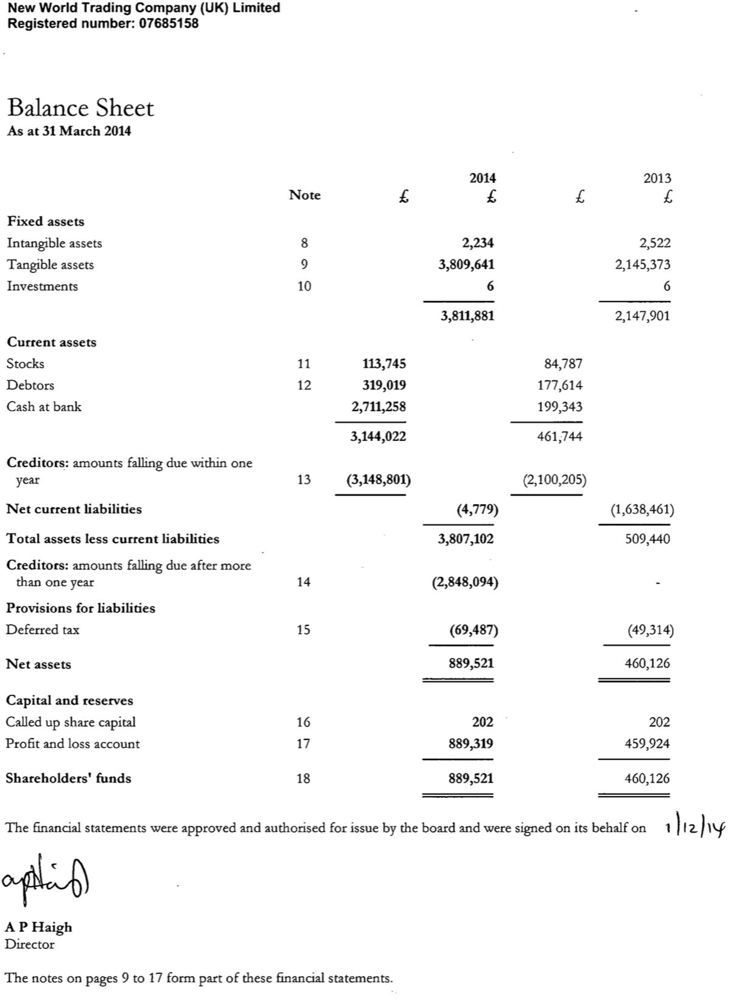 New World Trading Company (UK) Limited
Registered number: 07685158
Balance Sheet
As at 31 March 2014
2014 2013
Note £ £ £ £
Fixed assets
Intangible assets 8 2,234 2,522
Tangible assets 9 3,809,641 2,145,373
Investments 10 6 6
3,811,881 2,147,901
Current assets
Stocks 11 113,745 84,787
Debtors 12 319,019 177,614
Cash at bank 2,711,258 199,343
3,144,022 461,744
Creditors: amounts falling due within one
year 13 (3,148,801) (2,100,205)
Net current liabilities (4,779) (1,638,461)
Total assets less current liabilities 3,807,102 509,440
Creditors: amounts falling due after more
than one year 14 (2,848,094) -
Provisions for liabilities
Deferred tax 15 (69,487) (49,314)
Net assets 889,521 460,126
Capital and reserves
Called up share capital 16 202 202
Profit and loss account 17 889,319 459,924
Shareholders' funds 18 889,521 460,126
The financial statements were approved and authorised for issue by the board and were signed on its behalf on 1/12/14
A P Haigh
Director
The notes on pages 9 to 17 form part of these financial statements.